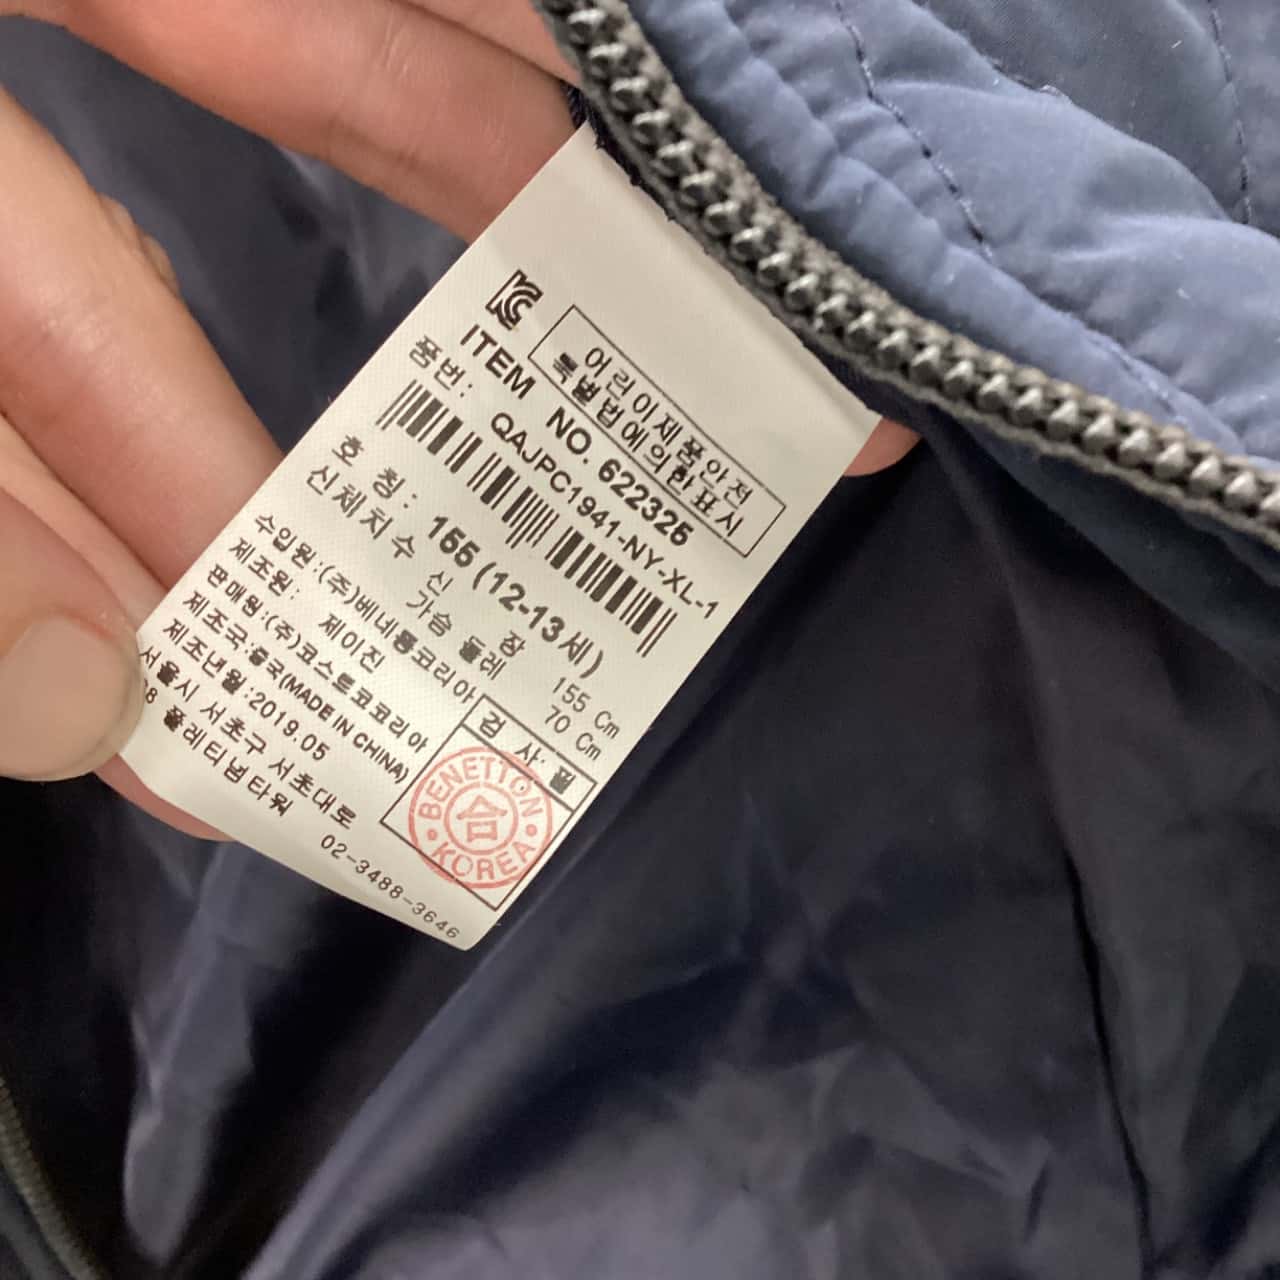 KC
어린이제품안전
특별법에의한표시
ITEM NO. 622325
품번: QAJPC1941-NY-XL-1
호 칭: 155 (12-13세)
신체치수 신 장 155 Cm
가슴 둘레 70 Cm
수입원:(주)베네통코리아
제조원: 제이진
판매원:(주)코스트코코리아
제조국:중국(MADE IN CHINA)
제조년월:2019.05
서울시 서초구 서초대로
플레티넘타워
02-3488-3646
검 사 필
BENETTON
합
KOREA